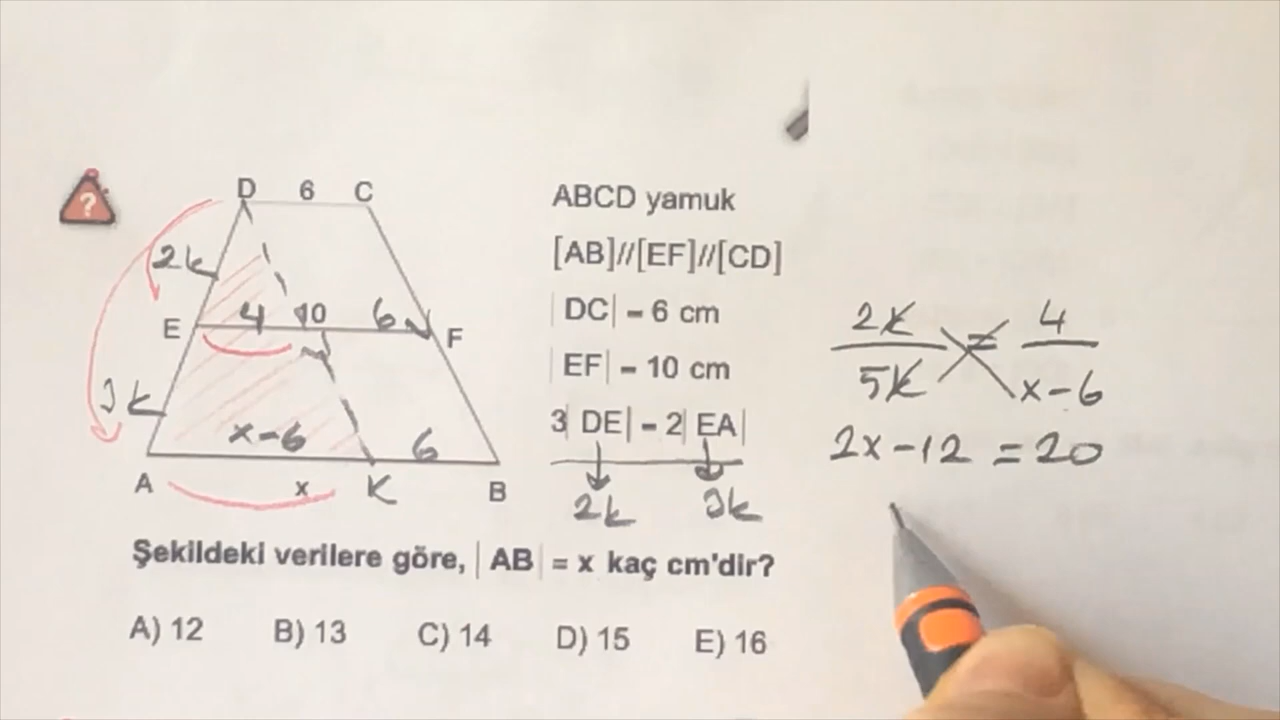 ?
D 6 C
2k
E 4 10 6 F
3k
x-6 6
A x K B
ABCD yamuk
[AB]//[EF]//[CD]
|DC| = 6 cm
|EF| = 10 cm
3|DE| = 2|EA|
2k 3k
2k/5k = 4/x-6
2x-12 = 20
Şekildeki verilere göre, |AB| = x kaç cm'dir?
A) 12 B) 13 C) 14 D) 15 E) 16